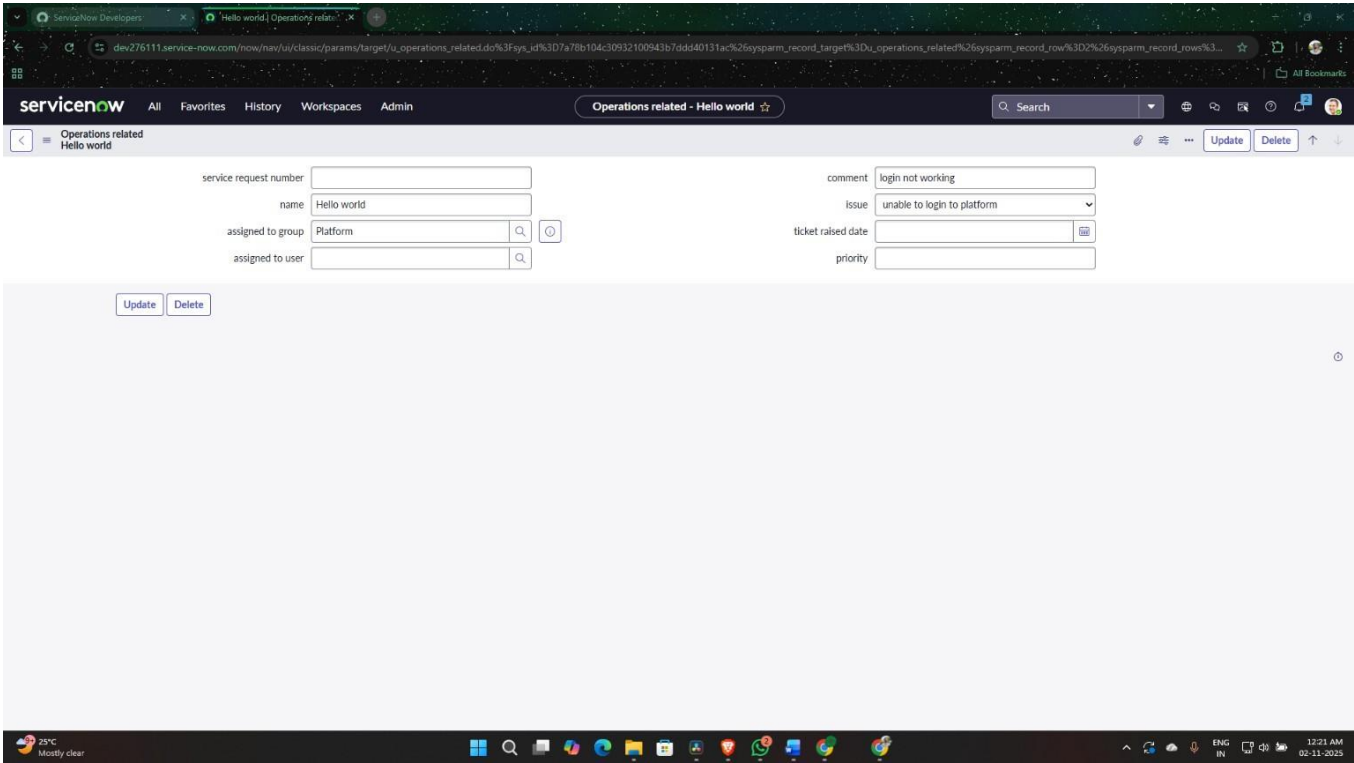 ServiceNow Developers
Hello world | Operations relate
dev276111.service-now.com/now/nav/ui/classic/params/target/u_operations_related.do%3Fsys_id%3D7a78b104c30932100943b7ddd40131ac%26sysparm_record_target%3Du_operations_related%26sysparm_record_row%3D2%26sysparm_record_rows%3...
All Bookmarks
servicenow All Favorites History Workspaces Admin Operations related - Hello world Search 2
Operations related
Hello world
Update Delete
service request number
comment login not working
name Hello world
issue unable to login to platform
assigned to group Platform
ticket raised date
assigned to user
priority
Update Delete
25°C
Mostly clear
ENG
IN
12:21 AM
02-11-2025